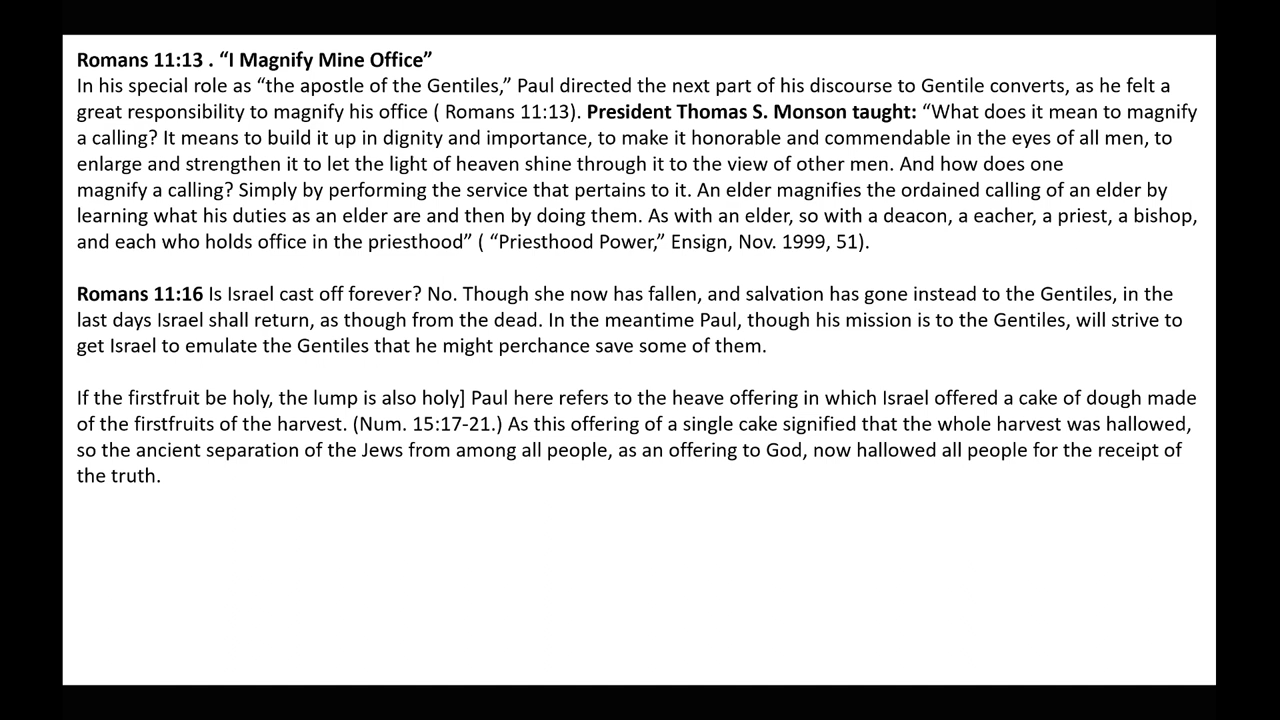 Romans 11:13 . “I Magnify Mine Office”
In his special role as “the apostle of the Gentiles,” Paul directed the next part of his discourse to Gentile converts, as he felt a
great responsibility to magnify his office ( Romans 11:13). President Thomas S. Monson taught: “What does it mean to magnify
a calling? It means to build it up in dignity and importance, to make it honorable and commendable in the eyes of all men, to
enlarge and strengthen it to let the light of heaven shine through it to the view of other men. And how does one
magnify a calling? Simply by performing the service that pertains to it. An elder magnifies the ordained calling of an elder by
learning what his duties as an elder are and then by doing them. As with an elder, so with a deacon, a eacher, a priest, a bishop,
and each who holds office in the priesthood” ( “Priesthood Power,” Ensign, Nov. 1999, 51).
Romans 11:16 Is Israel cast off forever? No. Though she now has fallen, and salvation has gone instead to the Gentiles, in the
last days Israel shall return, as though from the dead. In the meantime Paul, though his mission is to the Gentiles, will strive to
get Israel to emulate the Gentiles that he might perchance save some of them.
If the firstfruit be holy, the lump is also holy] Paul here refers to the heave offering in which Israel offered a cake of dough made
of the firstfruits of the harvest. (Num. 15:17-21.) As this offering of a single cake signified that the whole harvest was hallowed,
so the ancient separation of the Jews from among all people, as an offering to God, now hallowed all people for the receipt of
the truth.